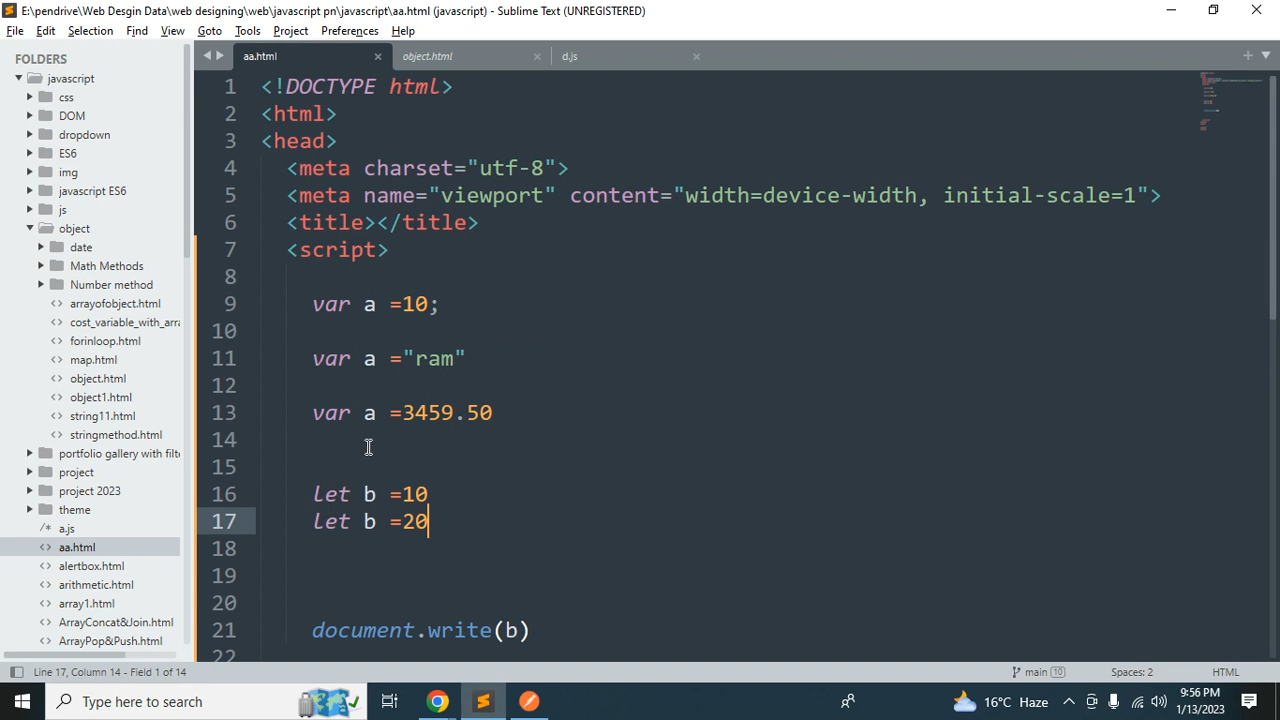 E:\pendrive\Web Desgin Data\web designing\web\javascript pn\javascript\aa.html (javascript) - Sublime Text (UNREGISTERED)
File Edit Selection Find View Goto Tools Project Preferences Help
FOLDERS
javascript
css
DOM
dropdown
ES6
img
javascript ES6
js
object
date
Math Methods
Number method
arrayofobject.html
cost_variable_with_arra
forinloop.html
map.html
object.html
object1.html
string11.html
stringmethod.html
portfolio gallery with filte
project
project 2023
theme
a.js
aa.html
alertbox.html
arithmetic.html
array1.html
ArrayConcat&Join.html
ArrayPop&Push.html
aa.html object.html d.js
1 <!DOCTYPE html>
2 <html>
3 <head>
4 <meta charset="utf-8">
5 <meta name="viewport" content="width=device-width, initial-scale=1">
6 <title></title>
7 <script>
8
9 var a =10;
10
11 var a ="ram"
12
13 var a =3459.50
14
15
16 let b =10
17 let b =20
18
19
20
21 document.write(b)
22
Line 17, Column 14 - Field 1 of 14 main 10 Spaces: 2 HTML
Type here to search 16°C Haze 9:56 PM
1/13/2023